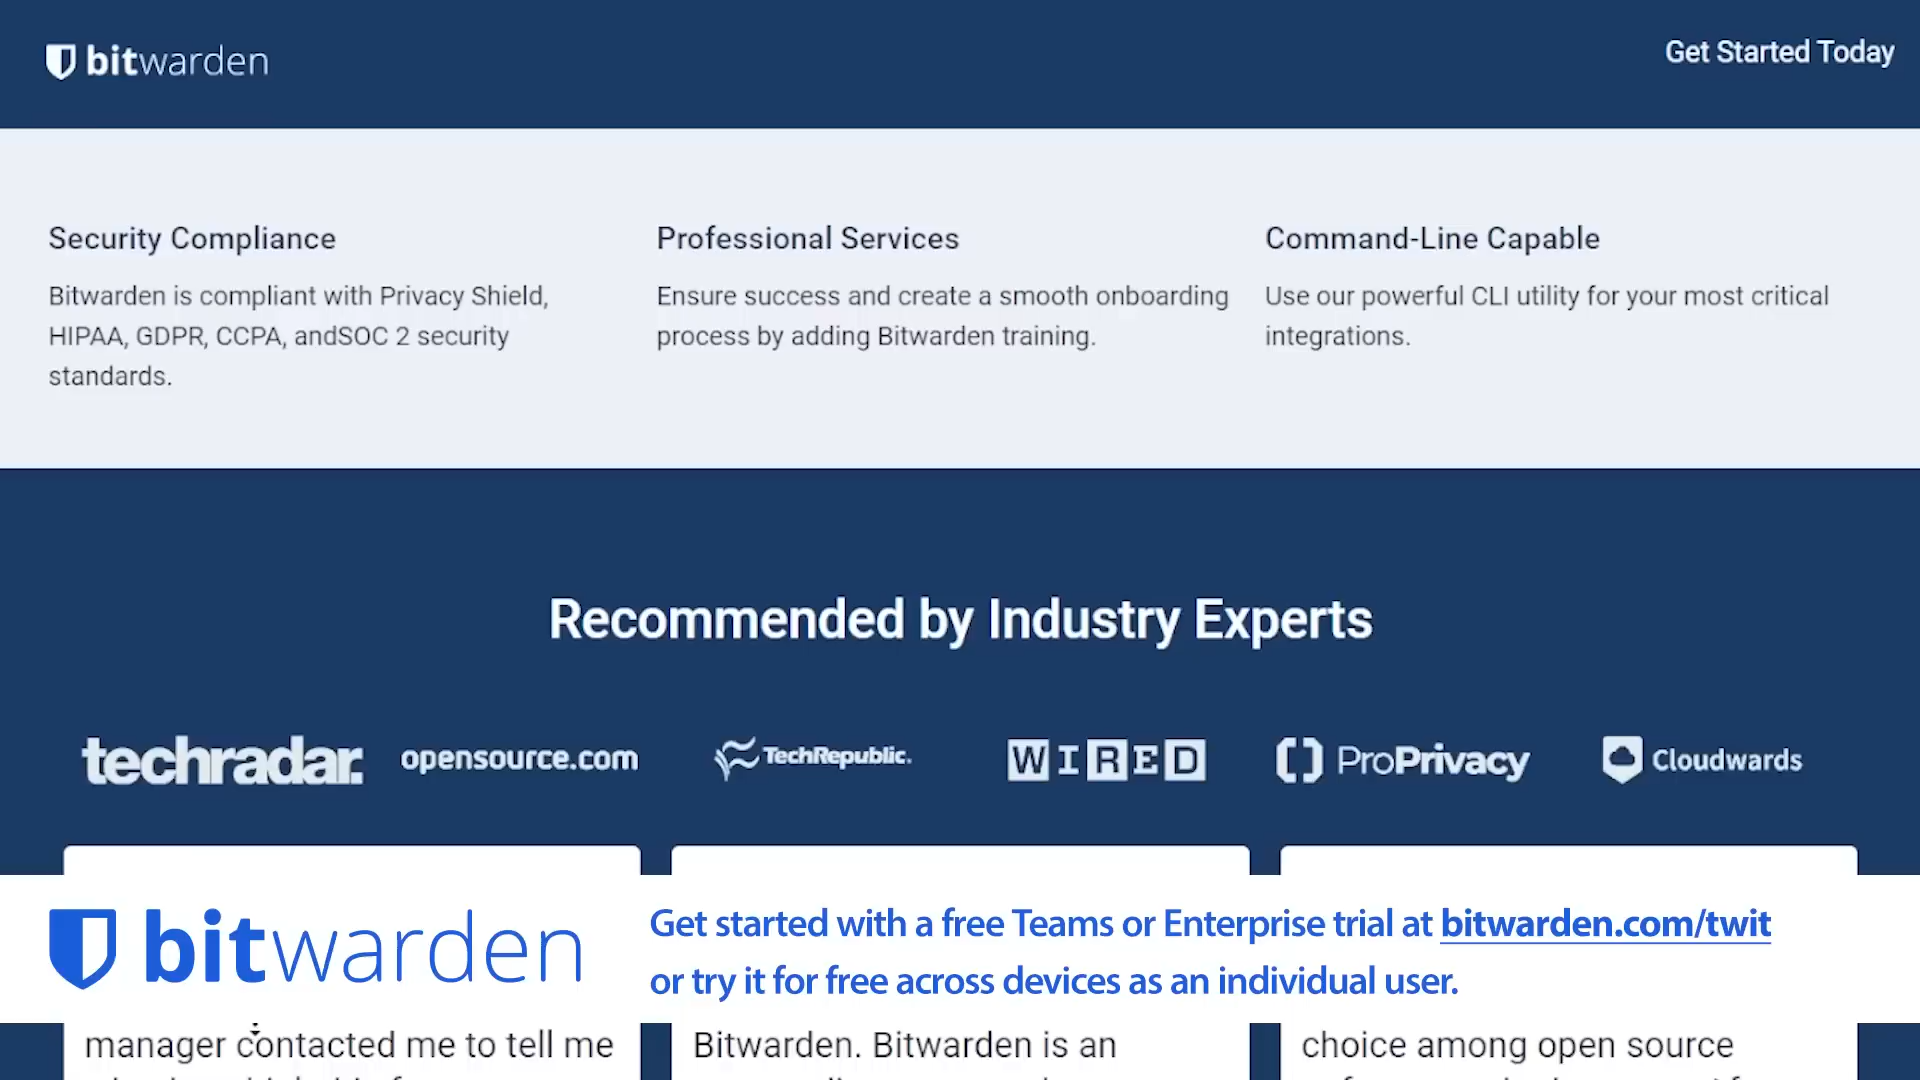 bitwarden
Get Started Today
Security Compliance
Bitwarden is compliant with Privacy Shield,
HIPAA, GDPR, CCPA, andSOC 2 security
standards.
Professional Services
Ensure success and create a smooth onboarding
process by adding Bitwarden training.
Command-Line Capable
Use our powerful CLI utility for your most critical
integrations.
Recommended by Industry Experts
techradar.
opensource.com
TechRepublic.
WIRED
ProPrivacy
Cloudwards
bitwarden
Get started with a free Teams or Enterprise trial at bitwarden.com/twit
or try it for free across devices as an individual user.
manager contacted me to tell me
Bitwarden. Bitwarden is an
choice among open source